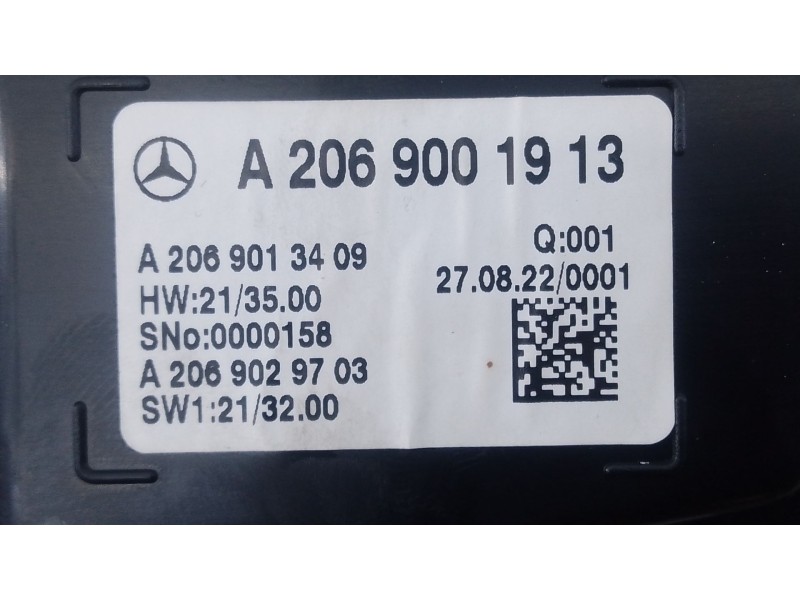 A 206 900 19 13
A 206 901 34 09
HW:21/35.00
SNo:0000158
A 206 902 97 03
SW1:21/32.00
Q:001
27.08.22/0001